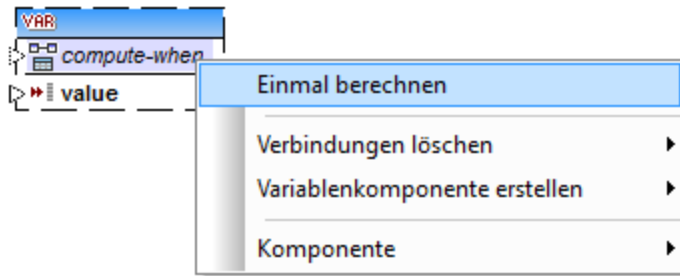 VAR
compute-when
value
Einmal berechnen
Verbindungen löschen
Variablenkomponente erstellen
Komponente